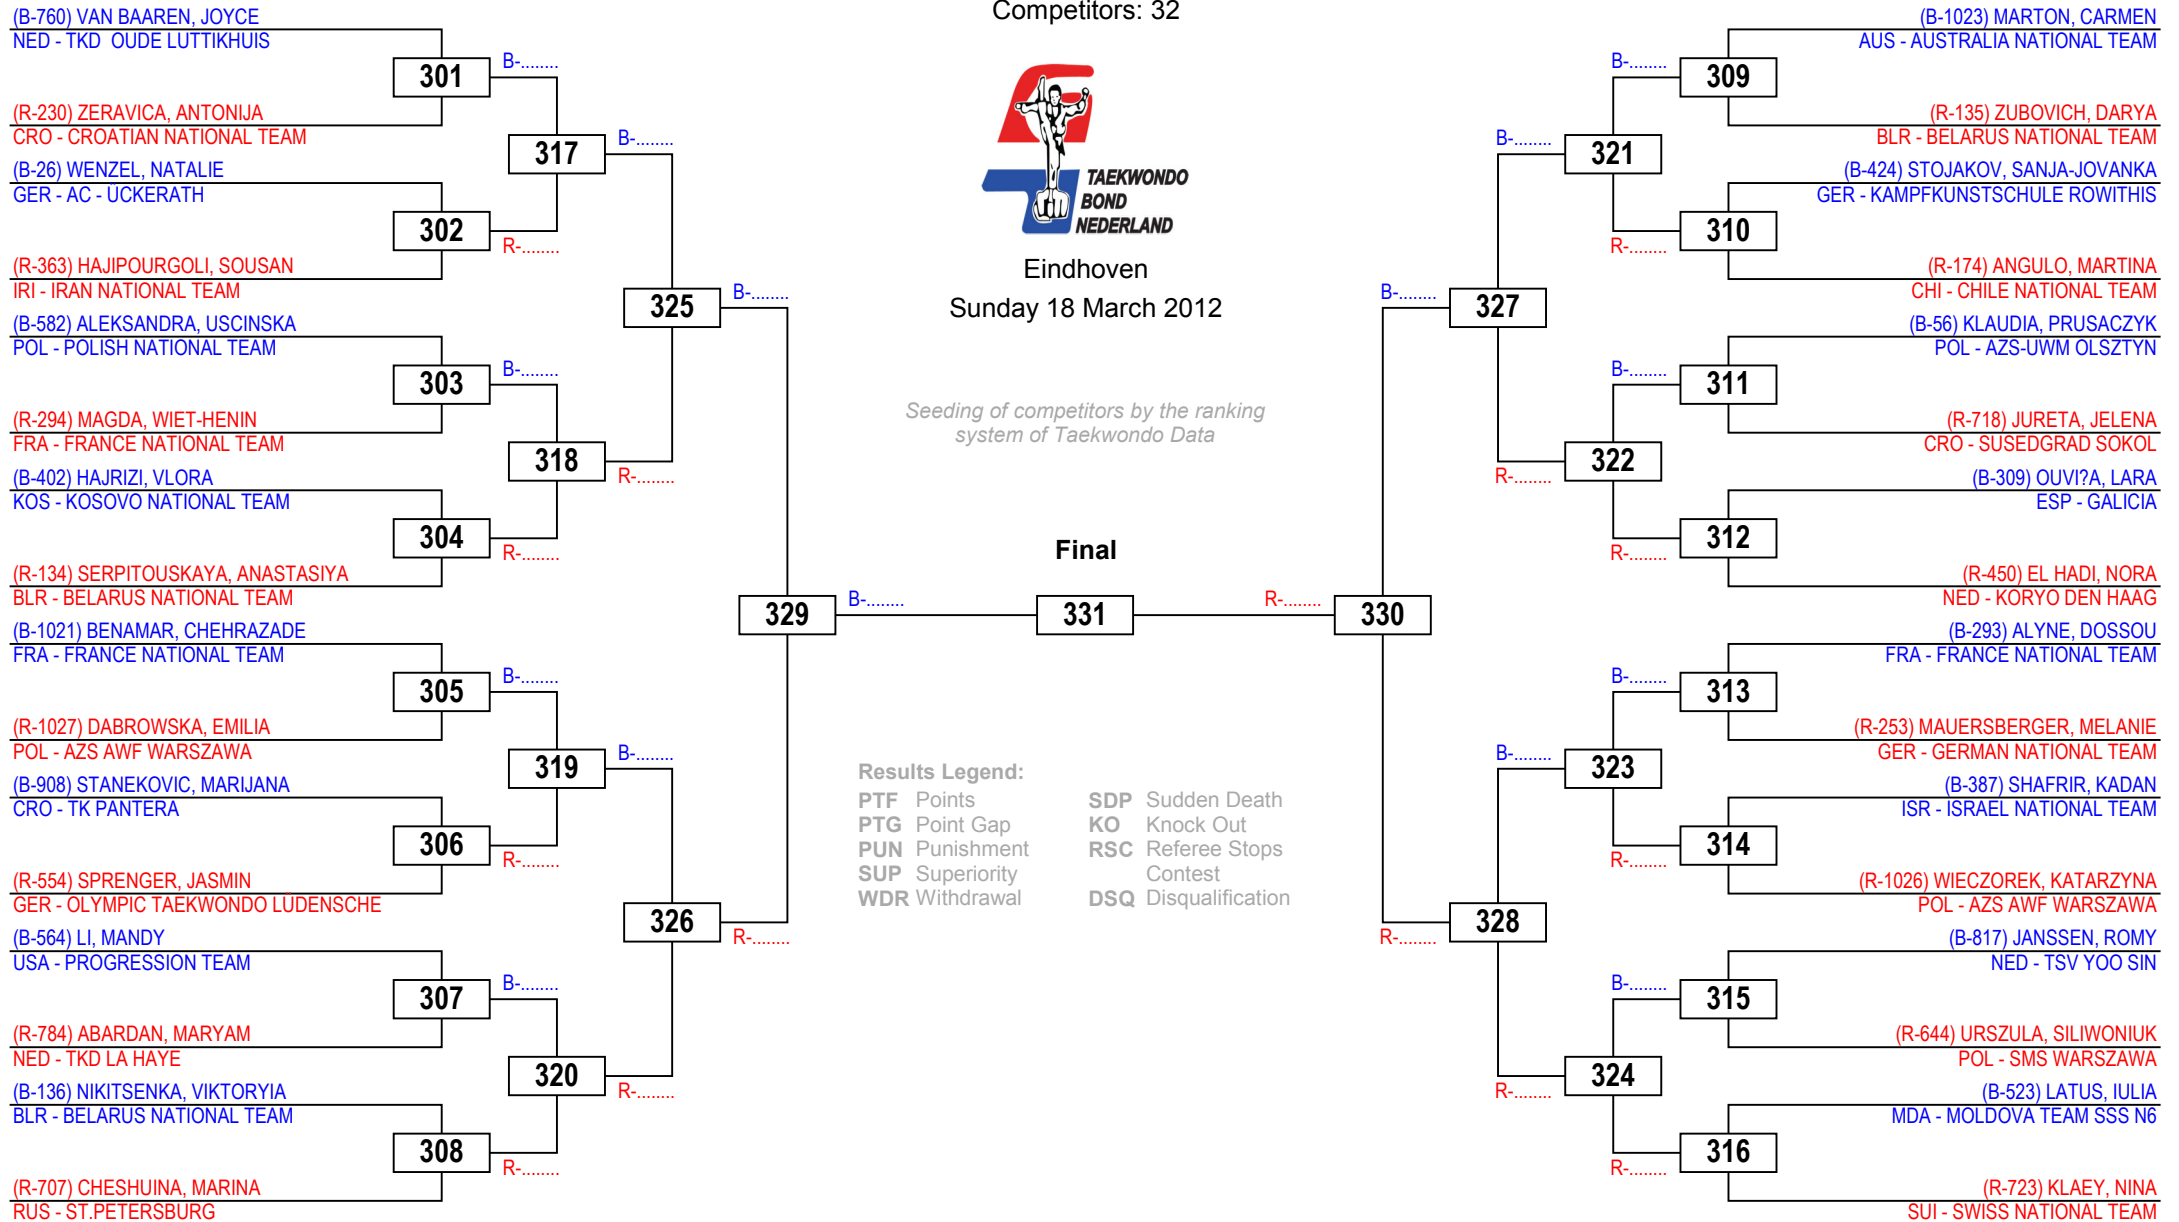 Competitors: 32
TAEKWONDO
BOND
NEDERLAND
Eindhoven
Sunday 18 March 2012
Seeding of competitors by the ranking
system of Taekwondo Data
(B-760) VAN BAAREN, JOYCE
NED - TKD  OUDE LUTTIKHUIS
301
(R-230) ZERAVICA, ANTONIJA
CRO - CROATIAN NATIONAL TEAM
(B-26) WENZEL, NATALIE
GER - AC - ÜCKERATH
302
(R-363) HAJIPOURGOLI, SOUSAN
IRI - IRAN NATIONAL TEAM
(B-582) ALEKSANDRA, USCINSKA
POL - POLISH NATIONAL TEAM
303
(R-294) MAGDA, WIET-HENIN
FRA - FRANCE NATIONAL TEAM
(B-402) HAJRIZI, VLORA
KOS - KOSOVO NATIONAL TEAM
304
(R-134) SERPITOUSKAYA, ANASTASIYA
BLR - BELARUS NATIONAL TEAM
(B-1021) BENAMAR, CHEHRAZADE
FRA - FRANCE NATIONAL TEAM
305
(R-1027) DABROWSKA, EMILIA
POL - AZS AWF WARSZAWA
(B-908) STANEKOVIC, MARIJANA
CRO - TK PANTERA
306
(R-554) SPRENGER, JASMIN
GER - OLYMPIC TAEKWONDO LÜDENSCHE
(B-564) LI, MANDY
USA - PROGRESSION TEAM
307
(R-784) ABARDAN, MARYAM
NED - TKD LA HAYE
(B-136) NIKITSENKA, VIKTORYIA
BLR - BELARUS NATIONAL TEAM
308
(R-707) CHESHUINA, MARINA
RUS - ST.PETERSBURG
B-........
317
R-........
B-........
318
R-........
B-........
319
R-........
B-........
320
R-........
B-........
325
R-........
B-........
326
R-........
B-........
329
R-........
B-........
Final
331
R-........
330
B-........
R-........
B-........
327
R-........
B-........
328
R-........
B-........
321
R-........
B-........
322
R-........
B-........
323
R-........
B-........
324
R-........
(B-1023) MARTON, CARMEN
AUS - AUSTRALIA NATIONAL TEAM
309
(R-135) ZUBOVICH, DARYA
BLR - BELARUS NATIONAL TEAM
(B-424) STOJAKOV, SANJA-JOVANKA
GER - KAMPFKUNSTSCHULE ROWITHIS
310
(R-174) ANGULO, MARTINA
CHI - CHILE NATIONAL TEAM
(B-56) KLAUDIA, PRUSACZYK
POL - AZS-UWM OLSZTYN
311
(R-718) JURETA, JELENA
CRO - SUSEDGRAD SOKOL
(B-309) OUVI?A, LARA
ESP - GALICIA
312
(R-450) EL HADI, NORA
NED - KORYO DEN HAAG
(B-293) ALYNE, DOSSOU
FRA - FRANCE NATIONAL TEAM
313
(R-253) MAUERSBERGER, MELANIE
GER - GERMAN NATIONAL TEAM
(B-387) SHAFRIR, KADAN
ISR - ISRAEL NATIONAL TEAM
314
(R-1026) WIECZOREK, KATARZYNA
POL - AZS AWF WARSZAWA
(B-817) JANSSEN, ROMY
NED - TSV YOO SIN
315
(R-644) URSZULA, SILIWONIUK
POL - SMS WARSZAWA
(B-523) LATUS, IULIA
MDA - MOLDOVA TEAM SSS N6
316
(R-723) KLAEY, NINA
SUI - SWISS NATIONAL TEAM
Results Legend:
PTF Points
PTG Point Gap
PUN Punishment
SUP Superiority
WDR Withdrawal
SDP Sudden Death
KO Knock Out
RSC Referee Stops
Contest
DSQ Disqualification